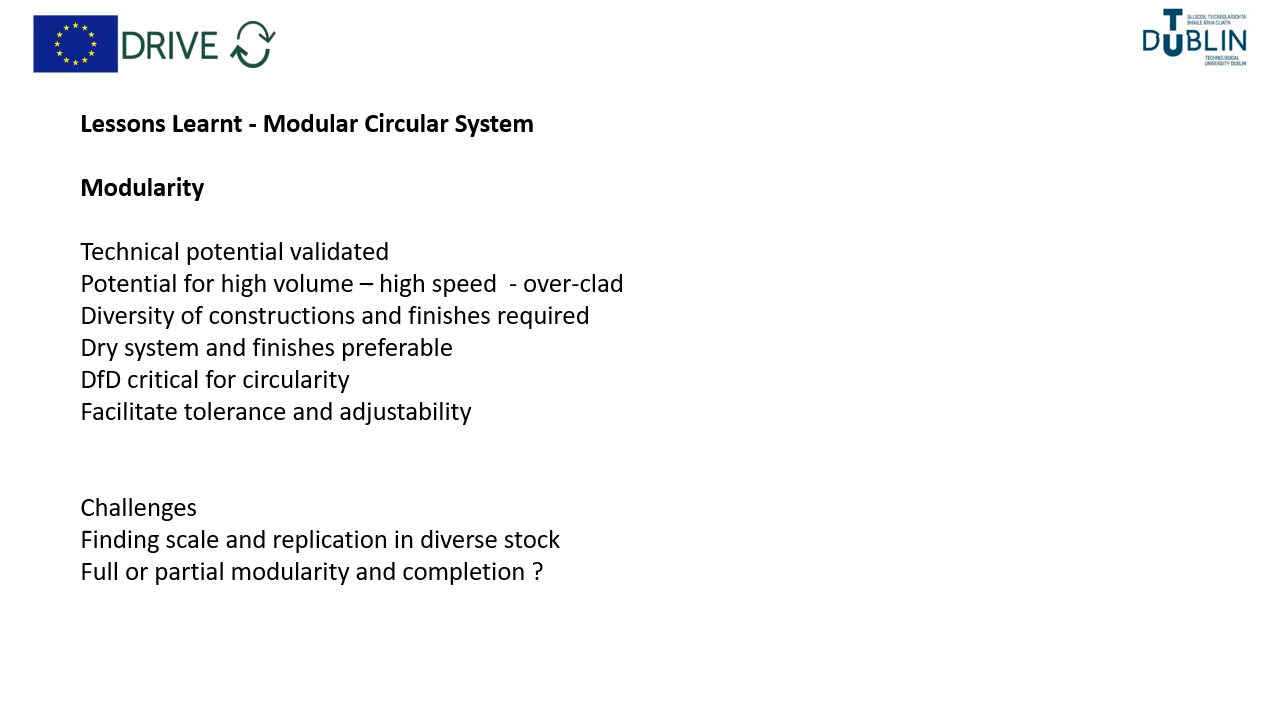 DRIVE
OLLSCOIL TEICNEOLAÍOCHTA
BHAILE ÁTHA CLIATH
TU DUBLIN
TECHNOLOGICAL
UNIVERSITY DUBLIN
Lessons Learnt - Modular Circular System
Modularity
Technical potential validated
Potential for high volume – high speed  - over-clad
Diversity of constructions and finishes required
Dry system and finishes preferable
DfD critical for circularity
Facilitate tolerance and adjustability
Challenges
Finding scale and replication in diverse stock
Full or partial modularity and completion ?